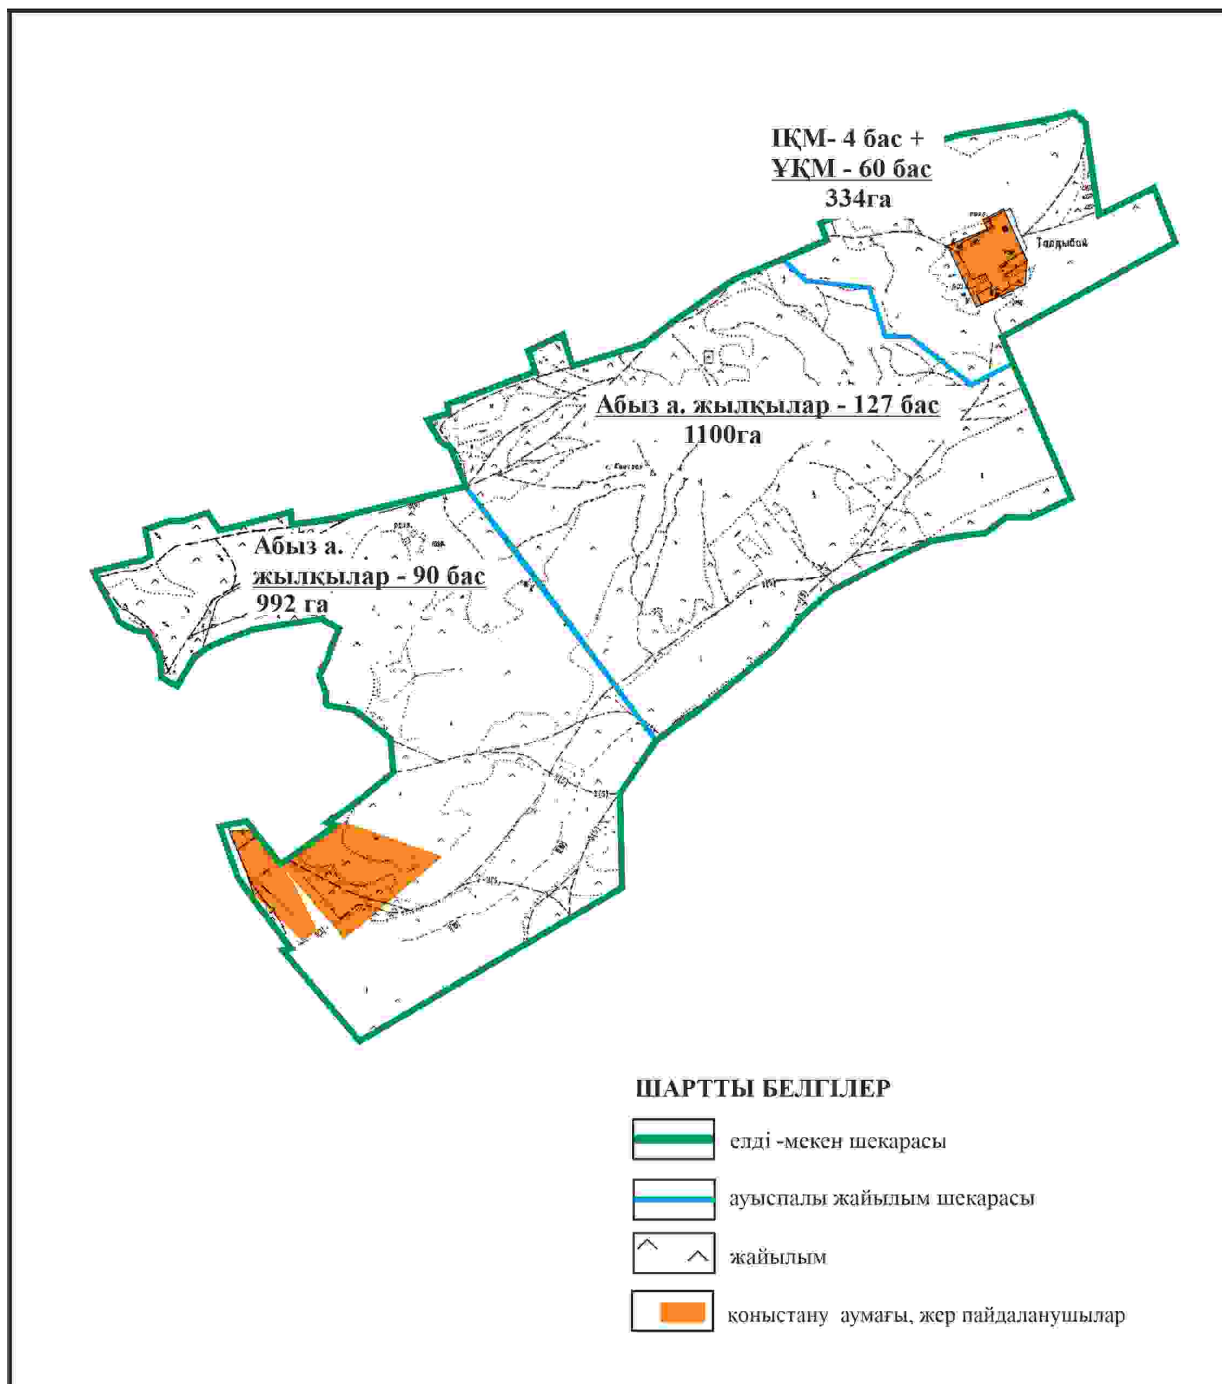 ІҚМ- 4 бас +
ҰҚМ - 60 бас
334га
Талдыбай
Абыз а. жылқылар - 127 бас
1100га
Абыз а.
жылқылар - 90 бас
992 га
ШАРТТЫ БЕЛГІЛЕР
елді -мекен шекарасы
ауыспалы жайылым шекарасы
жайылым
қоныстану аумағы, жер пайдаланушылар